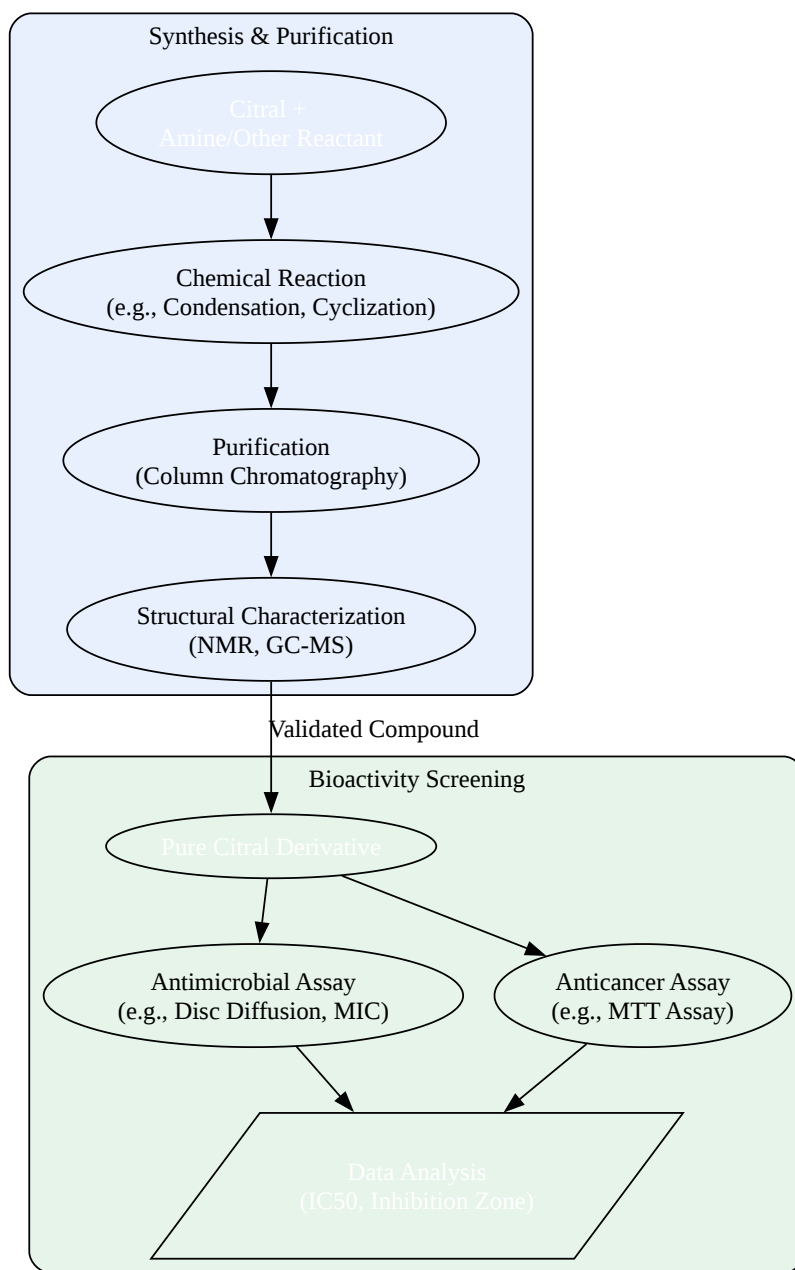 Synthesis & Purification
Citral +
Amine/Other Reactant
Chemical Reaction
(e.g., Condensation, Cyclization)
Purification
(Column Chromatography)
Structural Characterization
(NMR, GC-MS)
Validated Compound
Bioactivity Screening
Pure Citral Derivative
Antimicrobial Assay
(e.g., Disc Diffusion, MIC)
Anticancer Assay
(e.g., MTT Assay)
Data Analysis
(IC50, Inhibition Zone)